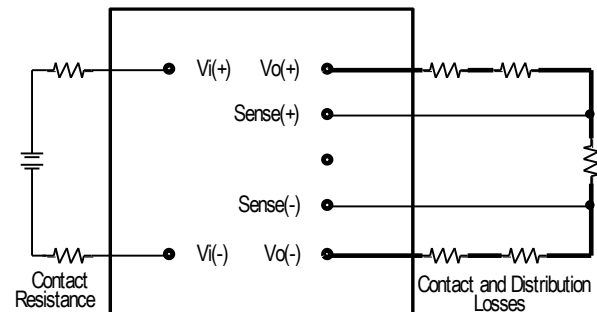 Vi(+) Vo(+)
Sense(+)
Sense(-)
Vi(-) Vo(-)
Contact
Resistance
Contact and Distribution
Losses